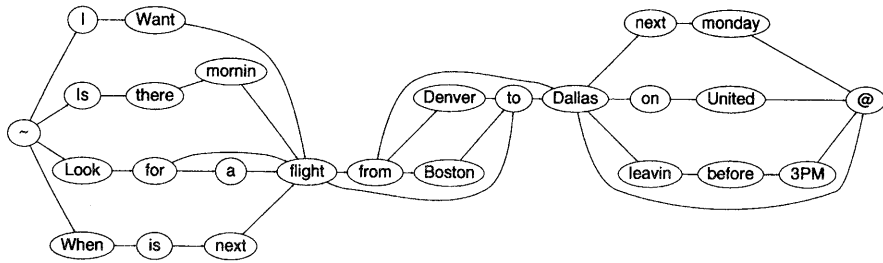 I Want next monday
mornin
Is there Denver to Dallas on United @
~
Look for a flight from Boston leavin before 3PM
When is next